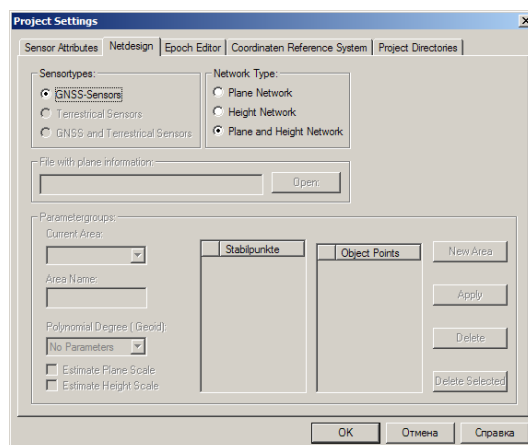 Project Settings
Sensor Attributes
Netdesign
Epoch Editor
Coordinaten Reference System
Project Directories
Sensortypes:
GNSS-Sensors
Terrestrical Sensors
GNSS and Terrestrical Sensors
Network Type:
Plane Network
Height Network
Plane and Height Network
File with plane information:
Open
Parametergroups:
Current Area:
Area Name:
Polynomial Degree ( Geoid):
No Parameters
Estimate Plane Scale
Estimate Height Scale
Stabilpunkte
Object Points
New Area
Apply
Delete
Delete Selected
OK
Отмена
Справка